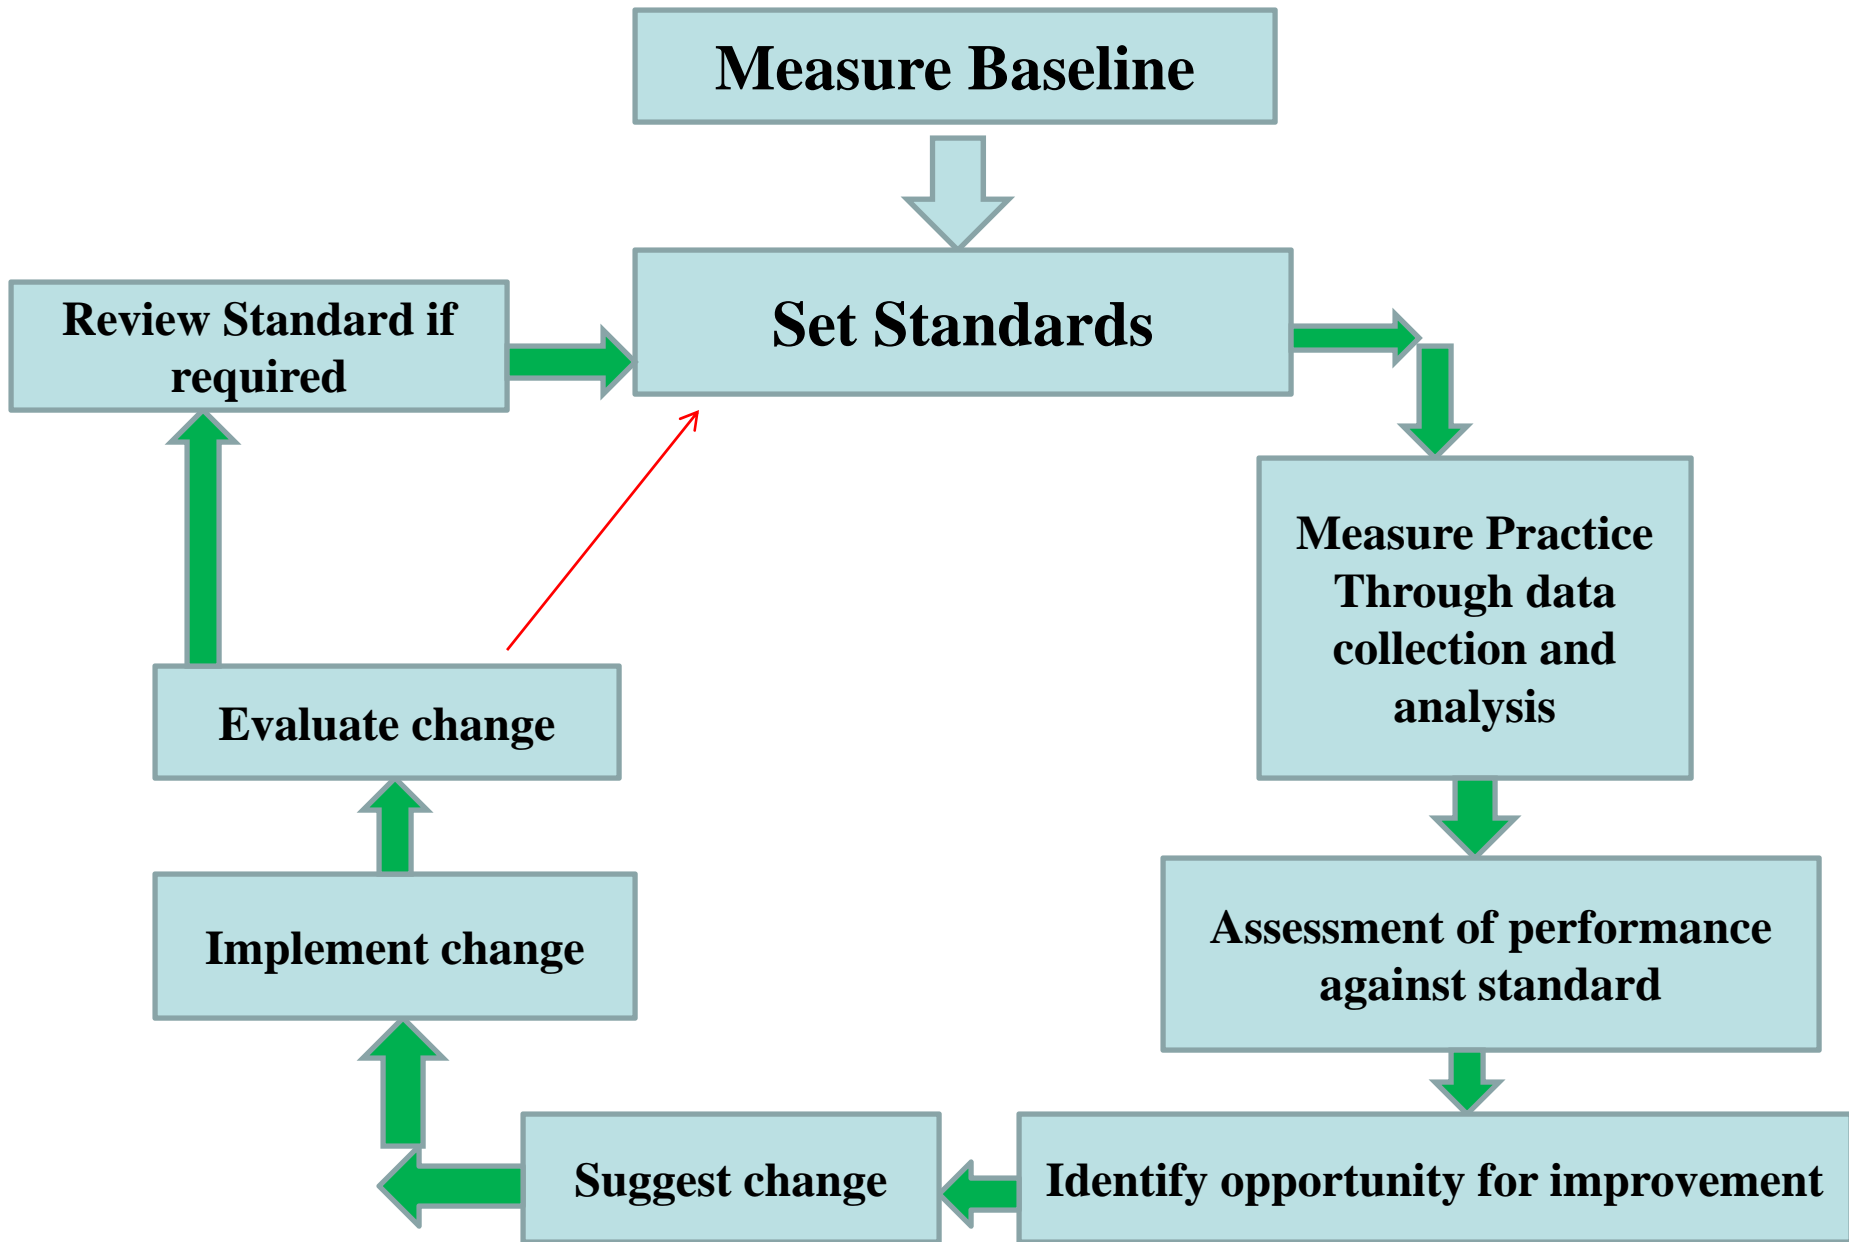 Measure Baseline
Set Standards
Review Standard if
required
Measure Practice
Through data
collection and
analysis
Evaluate change
Assessment of performance
against standard
Implement change
Suggest change
Identify opportunity for improvement